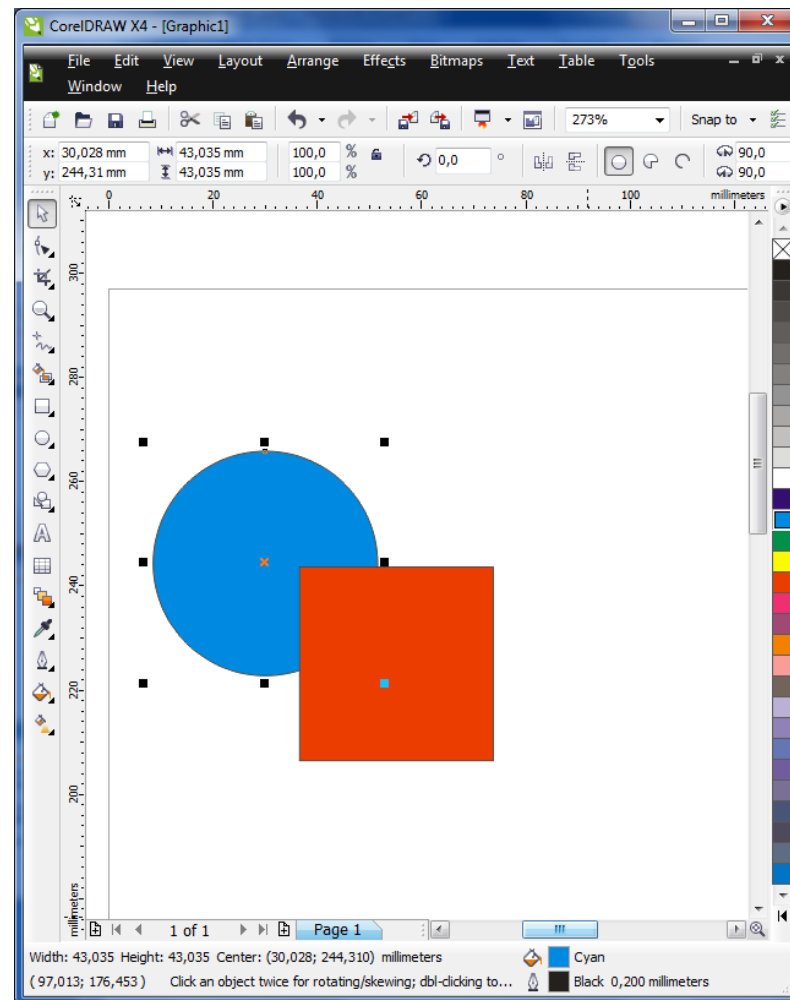 CorelDRAW X4 - [Graphic1]
File Edit View Layout Arrange Effects Bitmaps Text Table Tools
Window Help
273% Snap to
x: 30,028 mm 43,035 mm 100,0 % 0,0 ° 90,0
y: 244,31 mm 43,035 mm 100,0 % 90,0
0 20 40 60 80 100 millimeters
300
280
260
240
220
200
millimeters
1 of 1 Page 1
Width: 43,035 Height: 43,035 Center: (30,028; 244,310) millimeters Cyan
( 97,013; 176,453 ) Click an object twice for rotating/skewing; dbl-clicking to... Black 0,200 millimeters